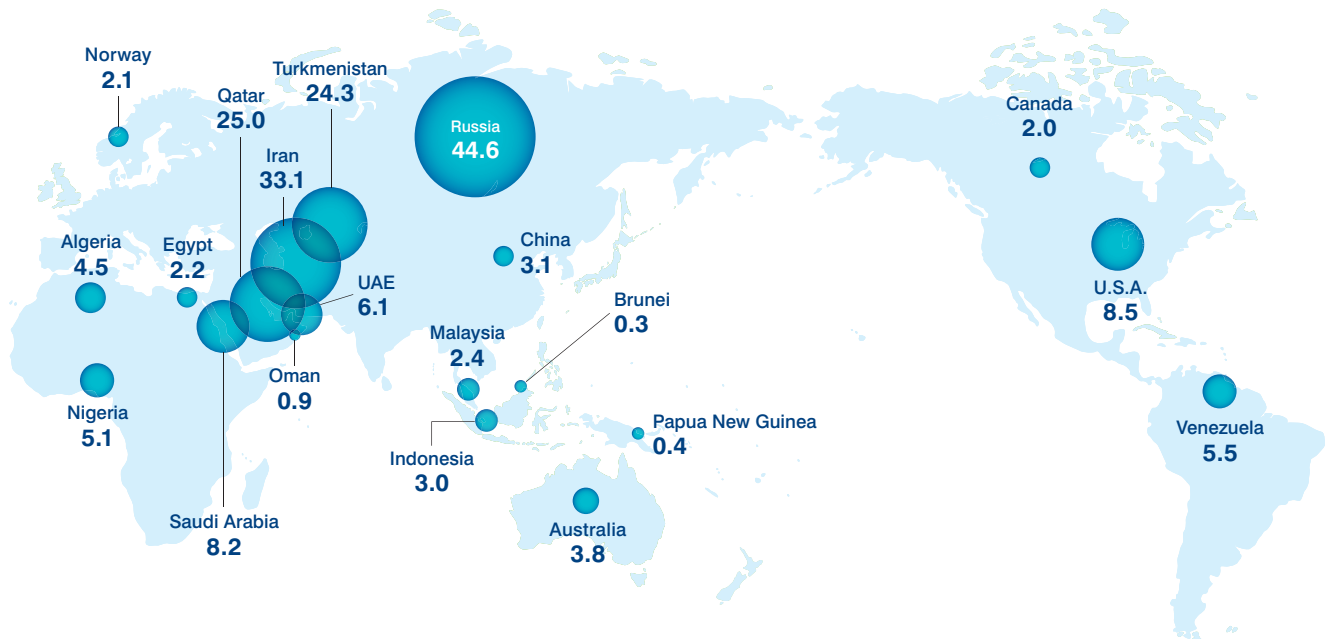 Norway
2.1
Turkmenistan
24.3
Qatar
25.0
Iran
33.1
Russia
44.6
Canada
2.0
Algeria
4.5
Egypt
2.2
China
3.1
UAE
6.1
Brunei
0.3
U.S.A.
8.5
Malaysia
2.4
Oman
0.9
Nigeria
5.1
Papua New Guinea
0.4
Venezuela
5.5
Indonesia
3.0
Saudi Arabia
8.2
Australia
3.8